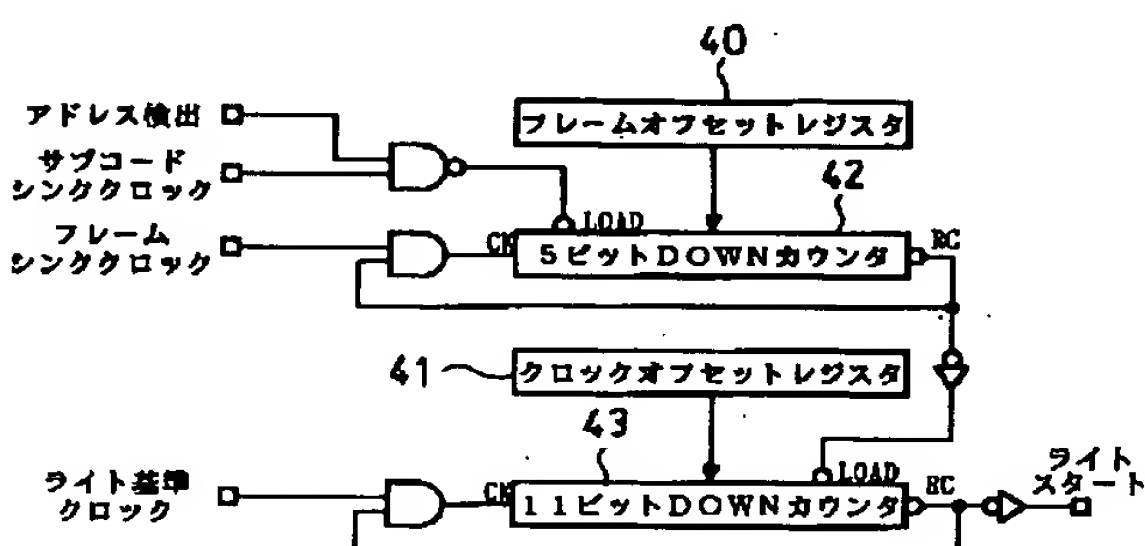 40
アドレス検出
フレームオフセットレジスタ
サブコード
シンククロック
42
LOAD
フレーム
シンククロック
CK
5ビットDOWNカウンタ
RC
41
クロックオフセットレジスタ
43
LOAD
ライト基準
クロック
CK
11ビットDOWNカウンタ
RC
ライト
スタート